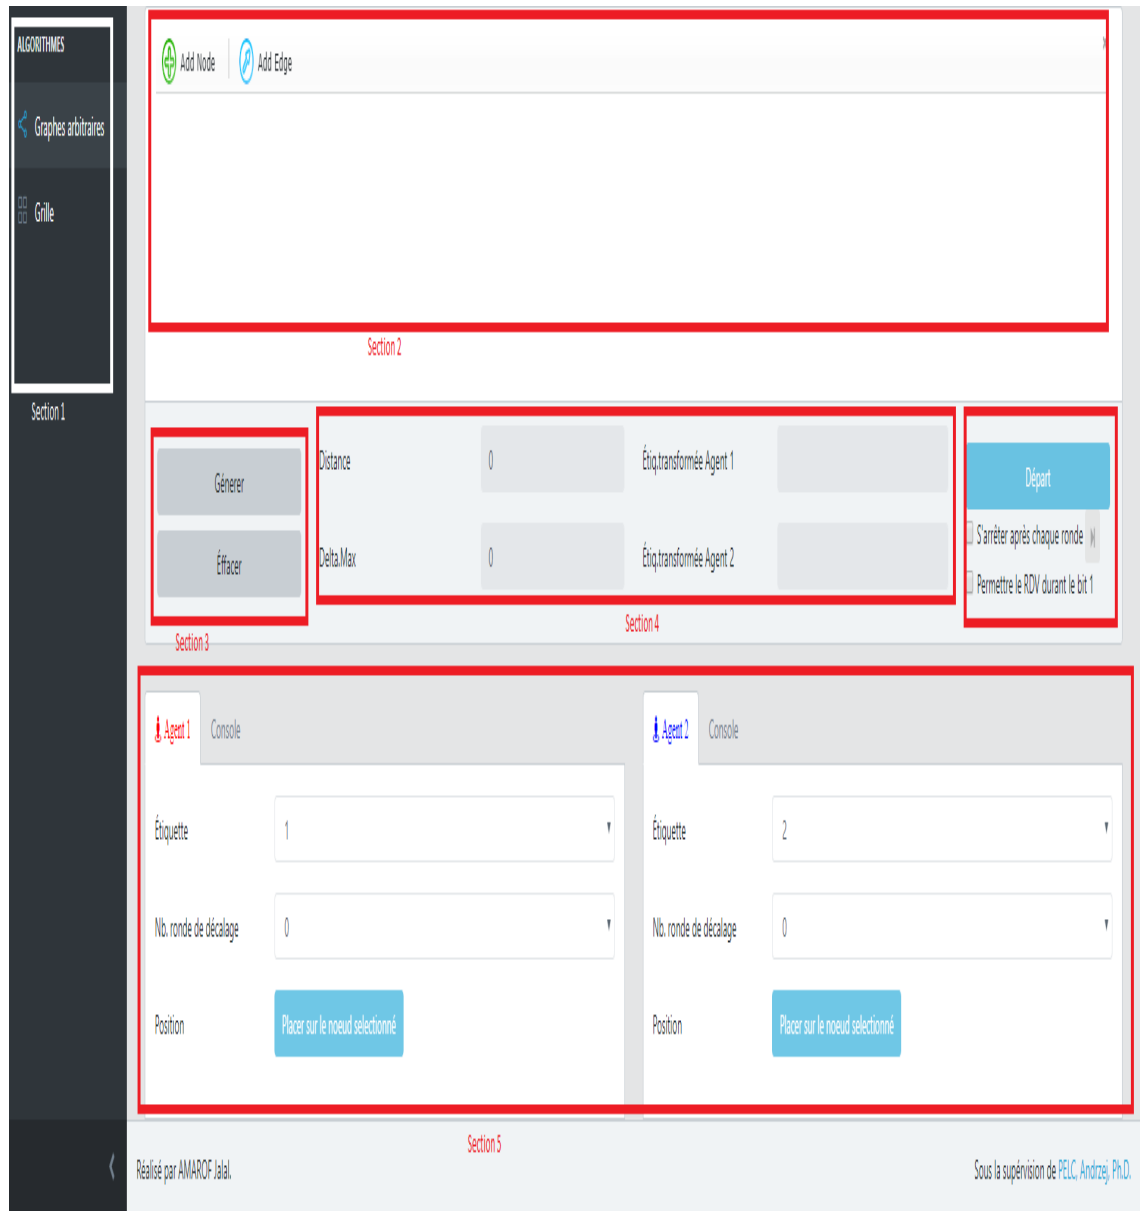 ALGORITHMES
Graphes arbitraires
Grille
Section 1
Add Node
Add Edge
Section 2
Génerer
Éffacer
Section 3
Distance
0
Étiq.transformée Agent 1
Delta.Max
0
Étiq.transformée Agent 2
Section 4
Départ
S'arrêter après chaque ronde
Permettre le RDV durant le bit 1
Agent 1
Console
Étiquette
1
Nb. ronde de décalage
0
Position
Placer sur le noeud selectionné
Agent 2
Console
Étiquette
2
Nb. ronde de décalage
0
Position
Placer sur le noeud selectionné
Section 5
Réalisé par AMAROF Jalal.
Sous la supérvision de PELC, Andrzej, Ph.D.